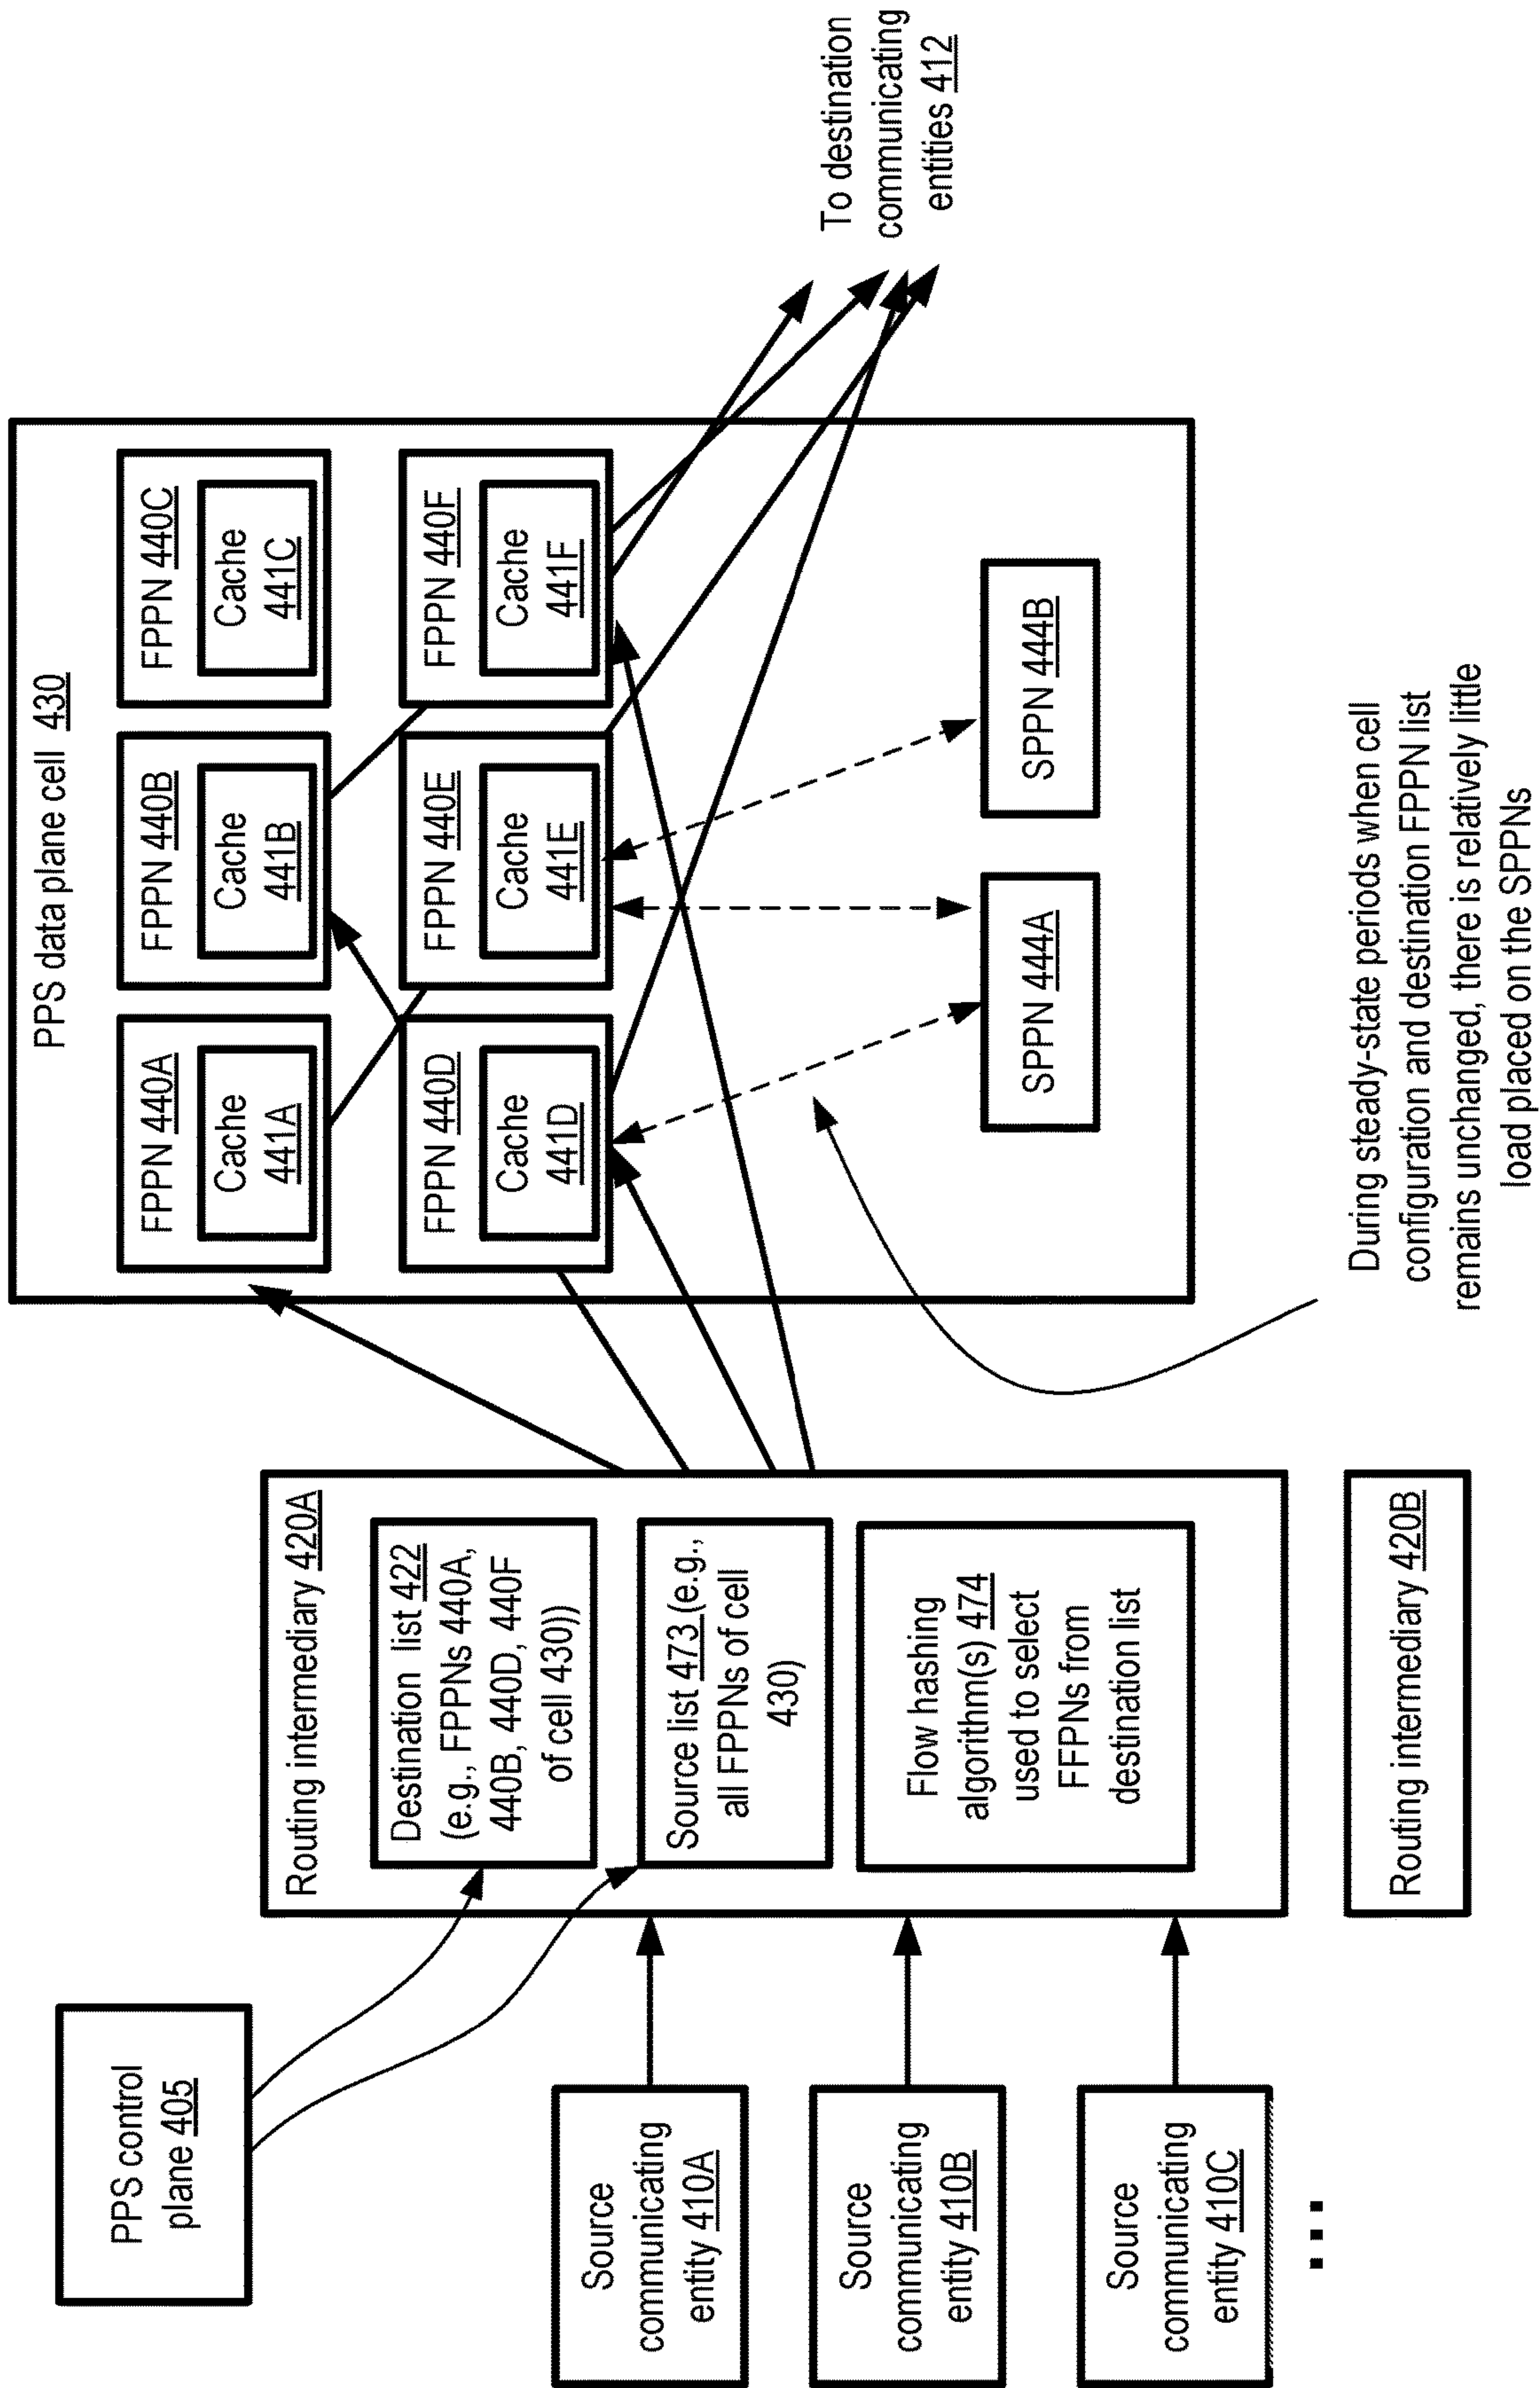 PPS control
plane 405
Source
communicating
entity 410A
Source
communicating
entity 410B
Source
communicating
entity 410C
...
Routing intermediary 420A
Destination list 422
(e.g., FPPNs 440A,
440B, 440D, 440F
of cell 430))
Source list 473 (e.g.,
all FPPNs of cell
430)
Flow hashing
algorithm(s) 474
used to select
FFPNs from
destination list
Routing intermediary 420B
PPS data plane cell 430
FPPN 440A
Cache
441A
FPPN 440B
Cache
441B
FPPN 440C
Cache
441C
FPPN 440D
Cache
441D
FPPN 440E
Cache
441E
FPPN 440F
Cache
441F
SPPN 444A
SPPN 444B
To destination
communicating
entities 412
During steady-state periods when cell
configuration and destination FPPN list
remains unchanged, there is relatively little
load placed on the SPPNs